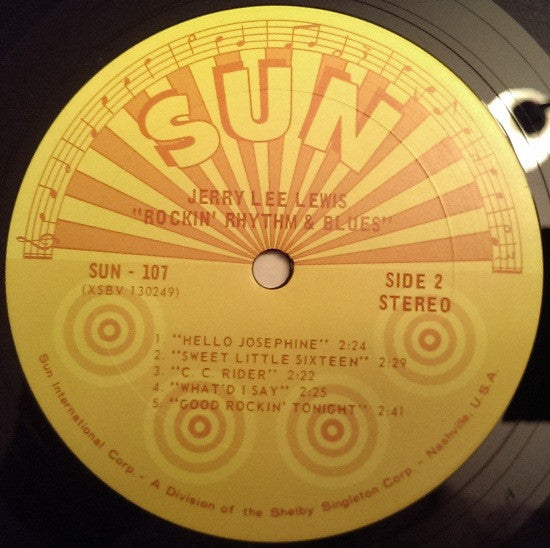 SUN
JERRY LEE LEWIS
"ROCKIN' RHYTHM & BLUES"
SUN - 107
(XSBV 130249)
SIDE 2
STEREO
1. "HELLO JOSEPHINE" 2:24
2. "SWEET LITTLE SIXTEEN" 2:29
3. "C. C. RIDER" 2:22
4. "WHAT'D I SAY" 2:25
5. "GOOD ROCKIN' TONIGHT" 2:41
Sun International Corp. - A Division of the Shelby Singleton Corp. - Nashville, U.S.A.